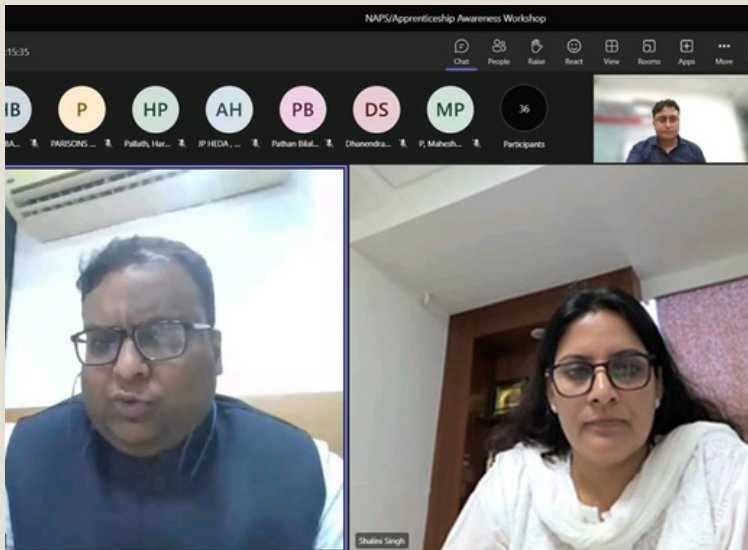 NAPS/Apprenticeship Awareness Workshop
:15:35
Chat People Raise React View Rooms Apps More
HB P HP AH PB DS MP 36
PARISONS ... Pallath, Har... JP HEDA , ... Pathan Bilal... Dhanendra... P, Mahesh... Participants
Shalini Singh